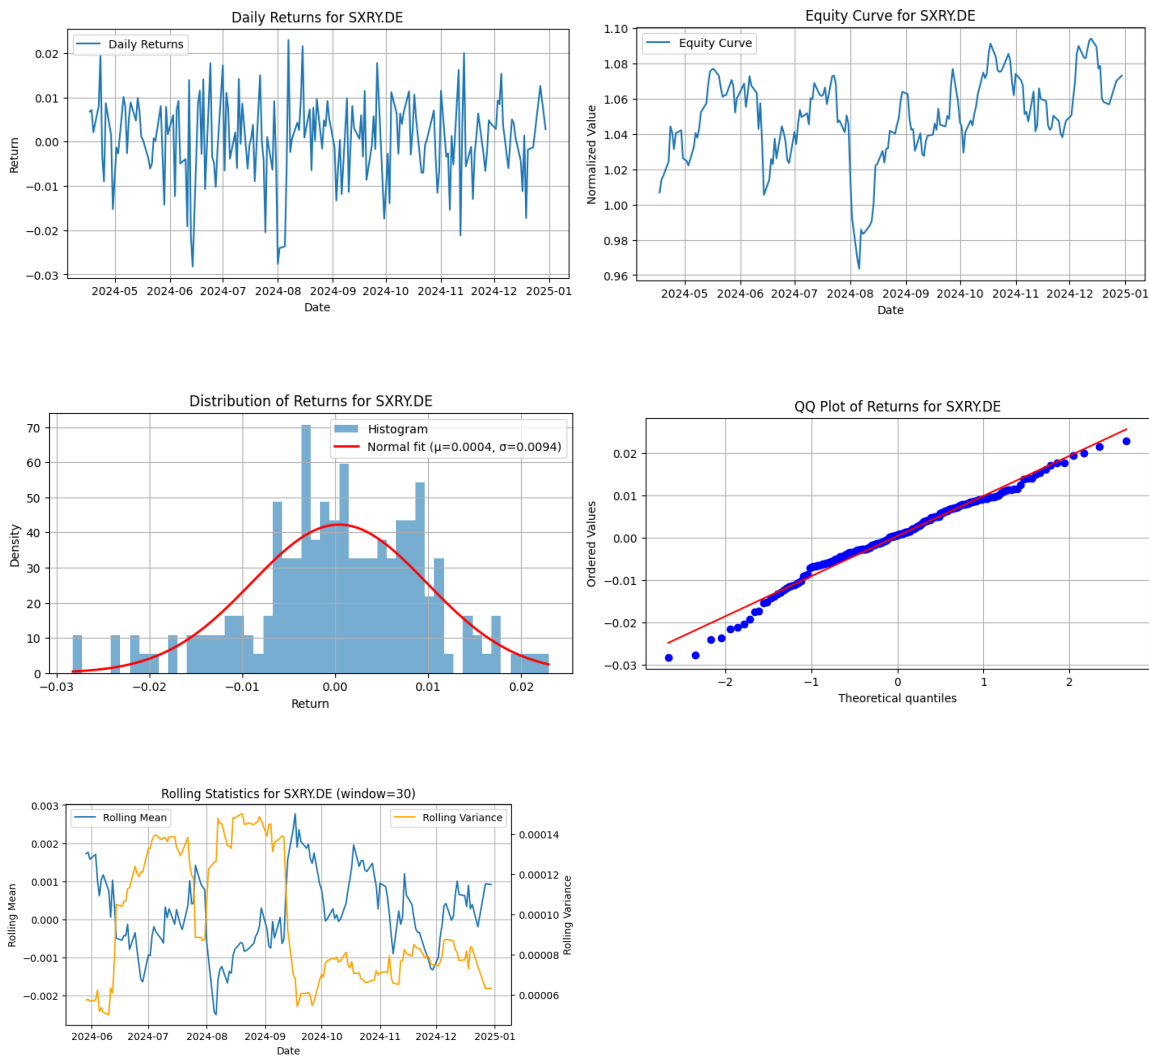 Daily Returns for SXRY.DE
Daily Returns
0.02
0.01
0.00
−0.01
−0.02
−0.03
Return
2024-05 2024-06 2024-07 2024-08 2024-09 2024-10 2024-11 2024-12 2025-01
Date
Equity Curve for SXRY.DE
Equity Curve
1.10
1.08
1.06
1.04
1.02
1.00
0.98
0.96
Normalized Value
2024-05 2024-06 2024-07 2024-08 2024-09 2024-10 2024-11 2024-12 2025-01
Date
Distribution of Returns for SXRY.DE
Histogram
Normal fit (μ=0.0004, σ=0.0094)
70
60
50
40
30
20
10
0
Density
−0.03 −0.02 −0.01 0.00 0.01 0.02
Return
QQ Plot of Returns for SXRY.DE
0.02
0.01
0.00
−0.01
−0.02
−0.03
Ordered Values
−2 −1 0 1 2
Theoretical quantiles
Rolling Statistics for SXRY.DE (window=30)
Rolling Mean
Rolling Variance
0.003
0.002
0.001
0.000
−0.001
−0.002
Rolling Mean
0.00014
0.00012
0.00010
0.00008
0.00006
Rolling Variance
2024-06 2024-07 2024-08 2024-09 2024-10 2024-11 2024-12 2025-01
Date